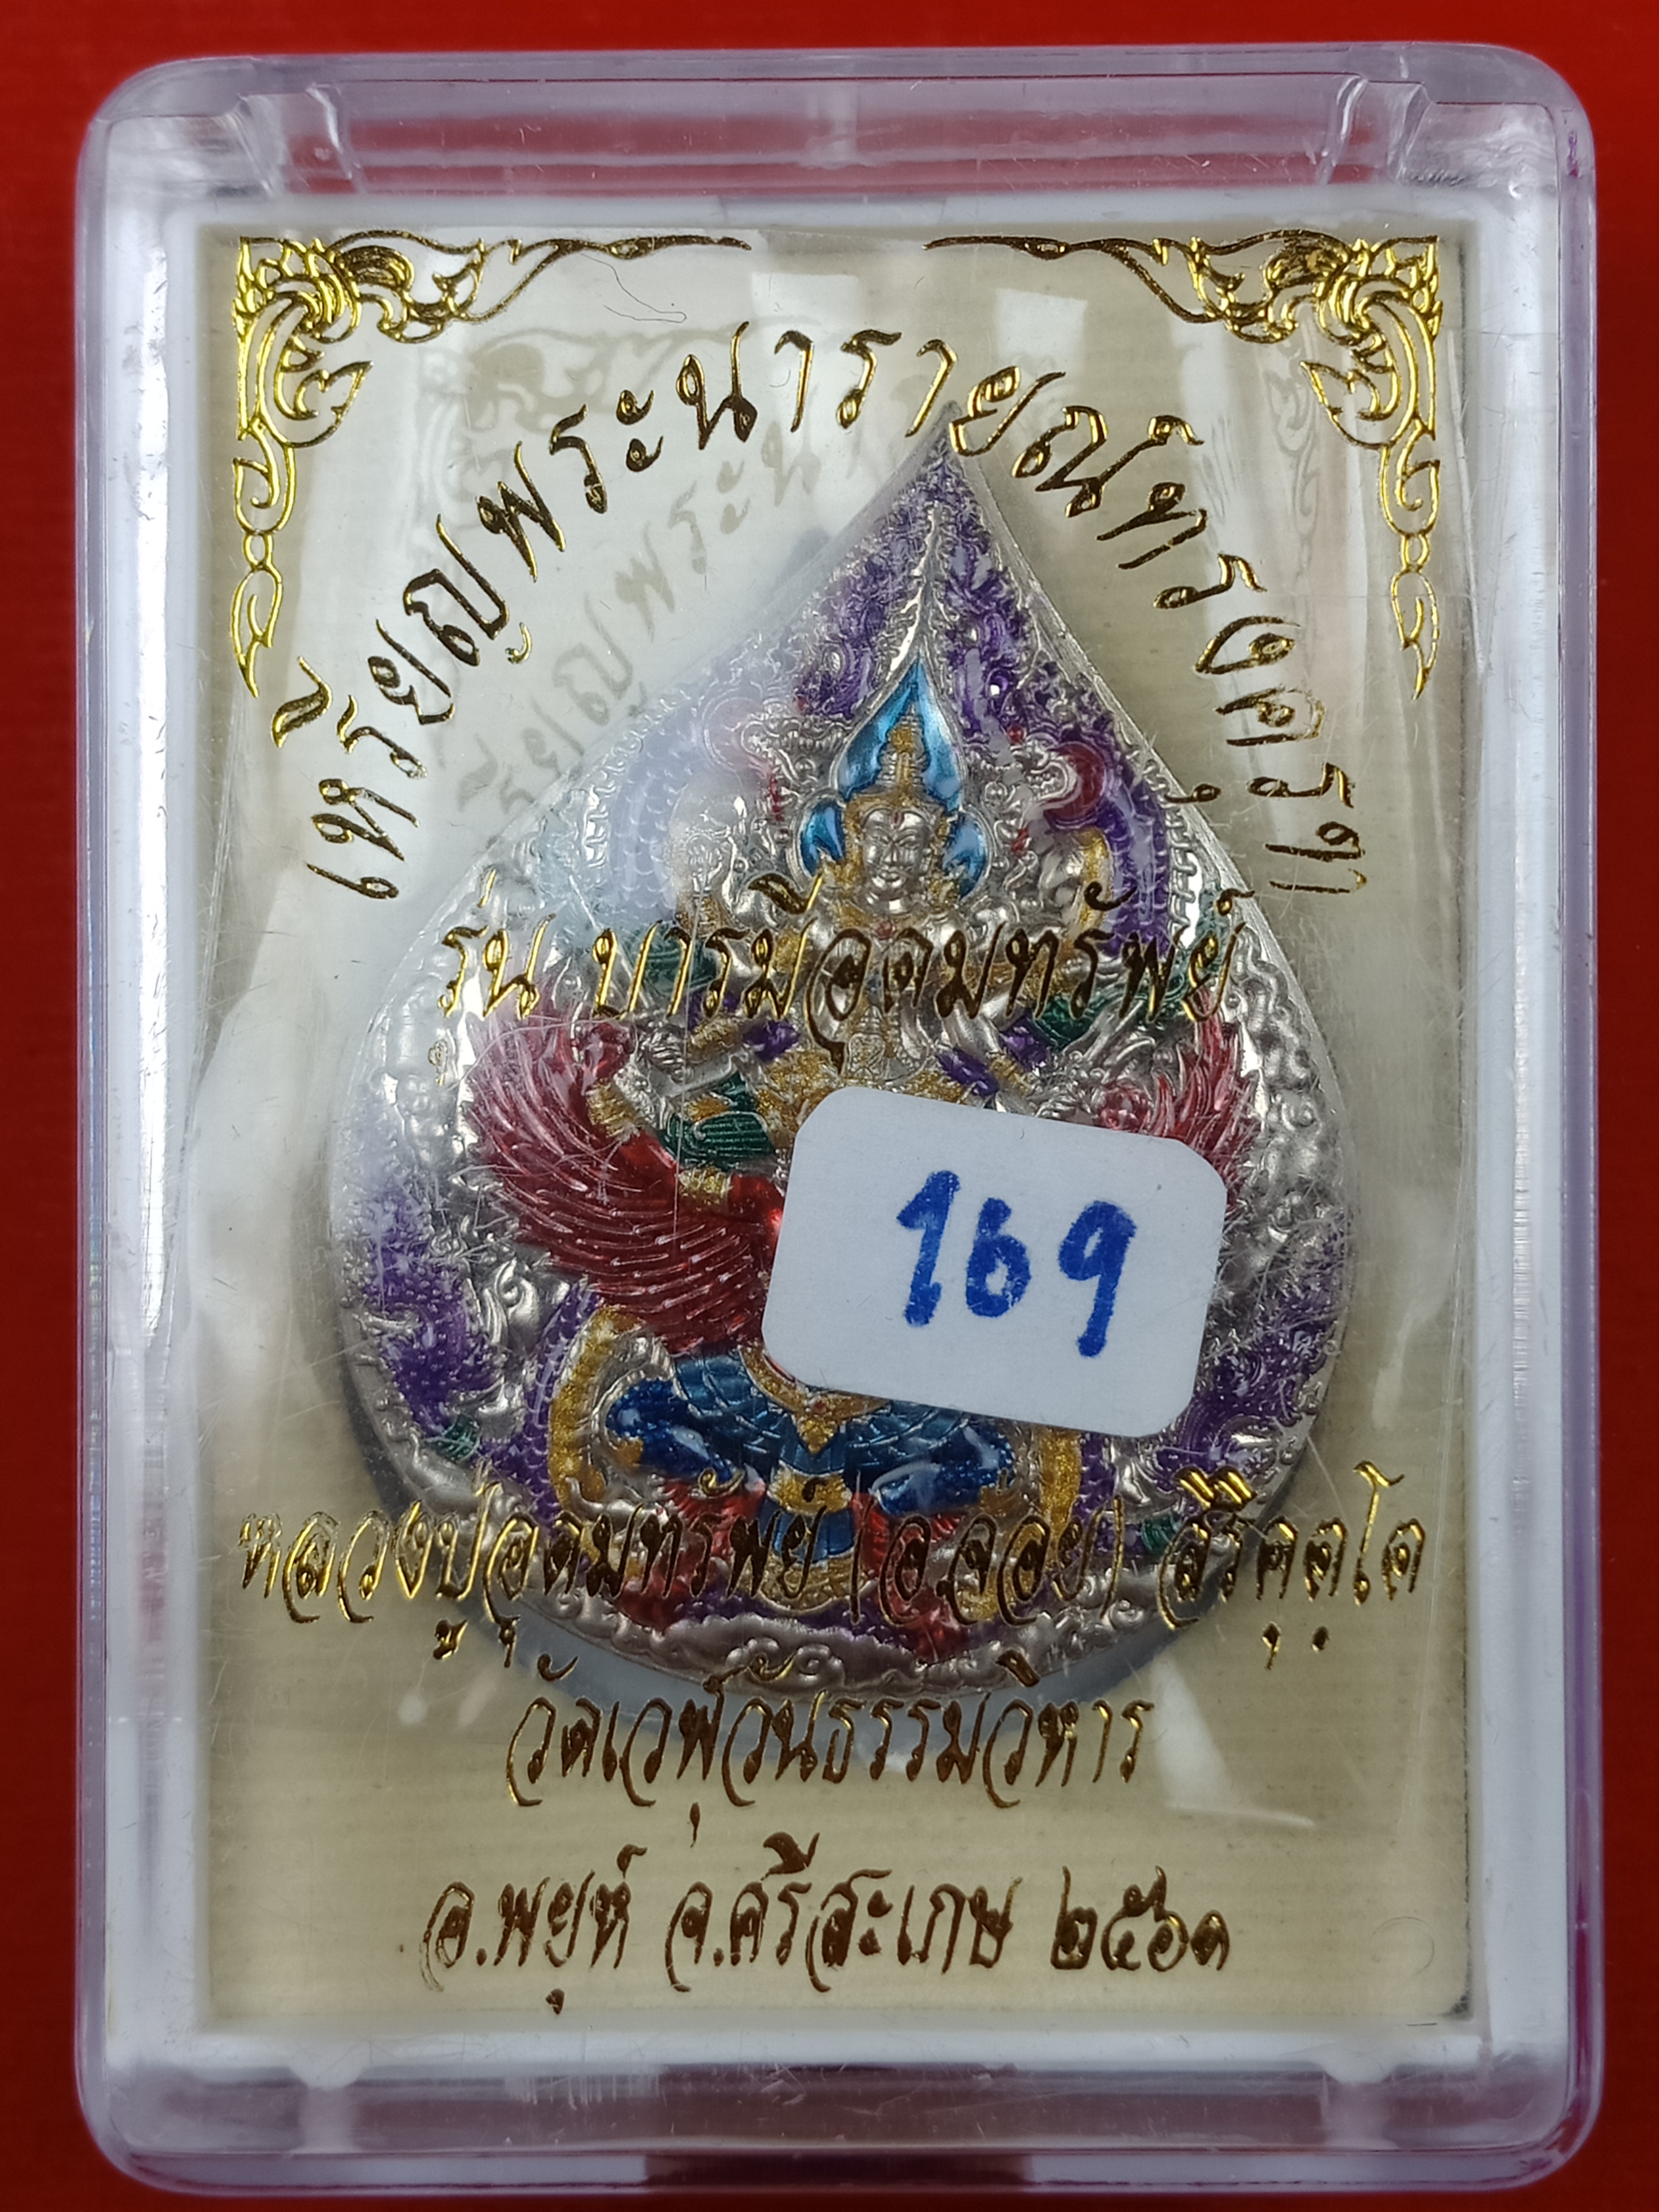 เหรียญพระนารายณ์ทรงครุฑ
รุ่น บารมีอุดมทรัพย์
169
หลวงปู่อุดมทรัพย์ (อ.จอย) สิริคุตฺโต
วัดเวฬุวันธรรมวิหาร
อ.พยุห์ จ.ศรีสะเกษ ๒๕๖๑